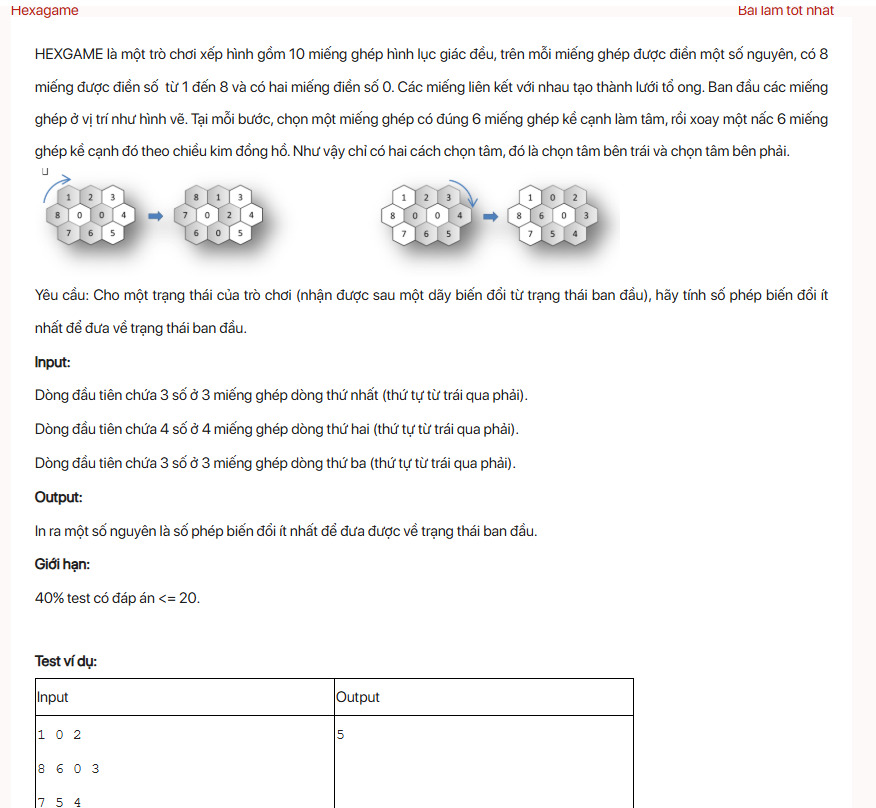 Hexagame Bài làm tốt nhất
HEXGAME là một trò chơi xếp hình gồm 10 miếng ghép hình lục giác đều, trên mỗi miếng ghép được điền một số nguyên, có 8
miếng được điền số từ 1 đến 8 và có hai miếng điền số 0. Các miếng liên kết với nhau tạo thành lưới tổ ong. Ban đầu các miếng
ghép ở vị trí như hình vẽ. Tại mỗi bước, chọn một miếng ghép có đúng 6 miếng ghép kề cạnh làm tâm, rồi xoay một nấc 6 miếng
ghép kề cạnh đó theo chiều kim đồng hồ. Như vậy chỉ có hai cách chọn tâm, đó là chọn tâm bên trái và chọn tâm bên phải.
1 2 3 8 1 3 1 2 3 1 0 2
8 0 0 4 7 0 2 4 8 0 0 4 8 6 0 3
7 6 5 6 0 5 7 6 5 7 5 4
Yêu cầu: Cho một trạng thái của trò chơi (nhận được sau một dãy biến đổi từ trạng thái ban đầu), hãy tính số phép biến đổi ít
nhất để đưa về trạng thái ban đầu.
Input:
Dòng đầu tiên chứa 3 số ở 3 miếng ghép dòng thứ nhất (thứ tự từ trái qua phải).
Dòng đầu tiên chứa 4 số ở 4 miếng ghép dòng thứ hai (thứ tự từ trái qua phải).
Dòng đầu tiên chứa 3 số ở 3 miếng ghép dòng thứ ba (thứ tự từ trái qua phải).
Output:
In ra một số nguyên là số phép biến đổi ít nhất để đưa được về trạng thái ban đầu.
Giới hạn:
40% test có đáp án <= 20.
Test ví dụ:
Input Output
1 0 2 5
8 6 0 3
7 5 4